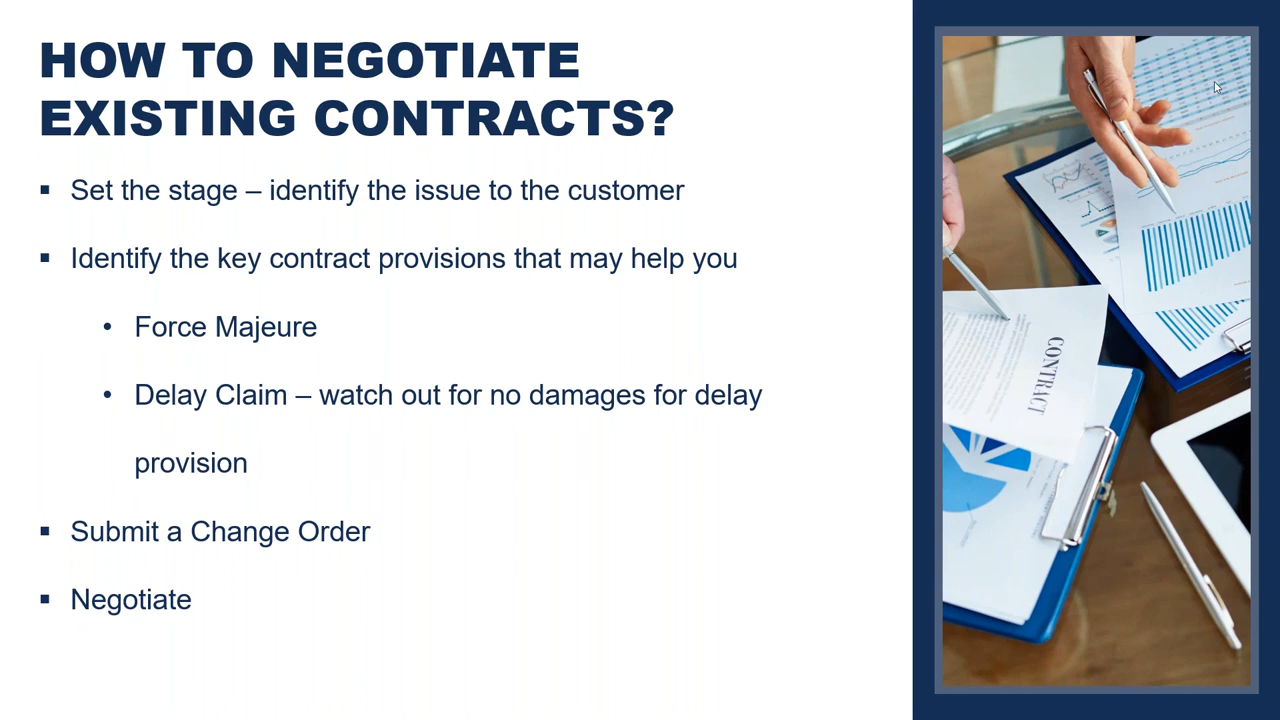 HOW TO NEGOTIATE
EXISTING CONTRACTS?
▪ Set the stage – identify the issue to the customer
▪ Identify the key contract provisions that may help you
• Force Majeure
• Delay Claim – watch out for no damages for delay
provision
▪ Submit a Change Order
▪ Negotiate
CONTRACT